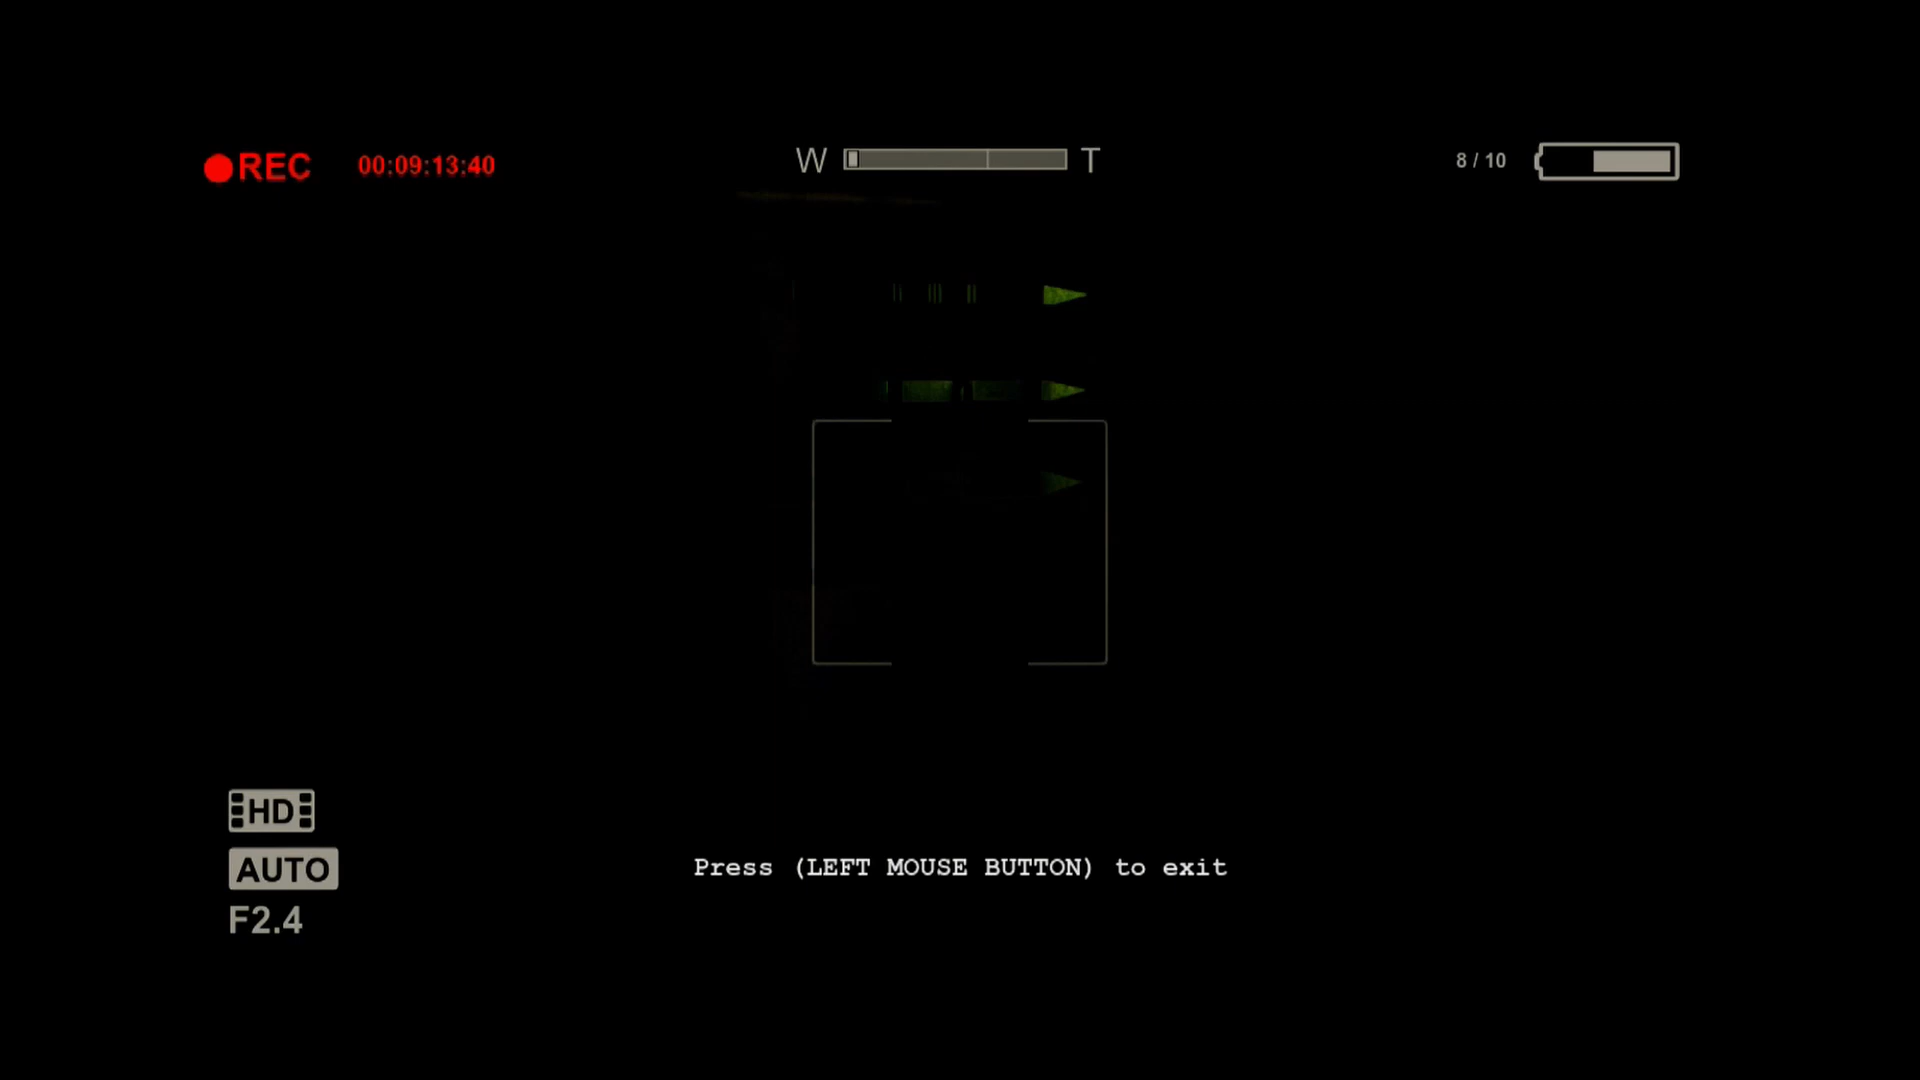 REC 00:09:13:40
W T
8 / 10
HD
AUTO
F2.4
Press (LEFT MOUSE BUTTON) to exit